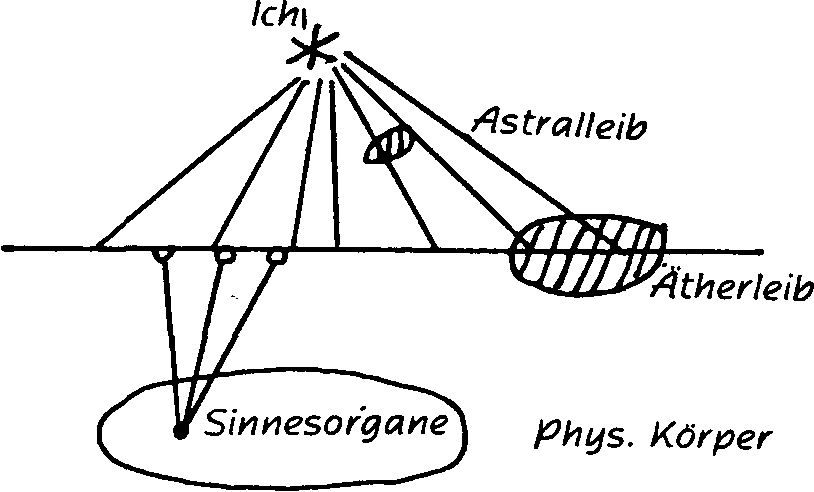 Ich
Astralleib
Ätherleib
Sinnesorgane
Phys. Körper